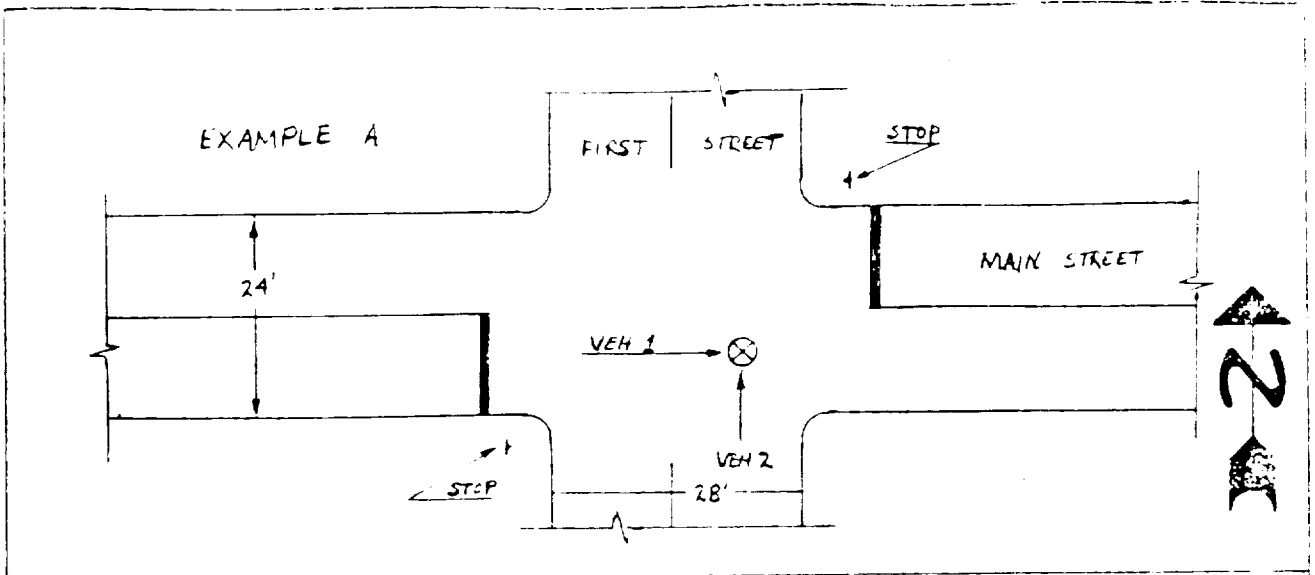 EXAMPLE A
FIRST STREET
STOP
MAIN STREET
24'
VEH 1
VEH 2
28'
STOP
N